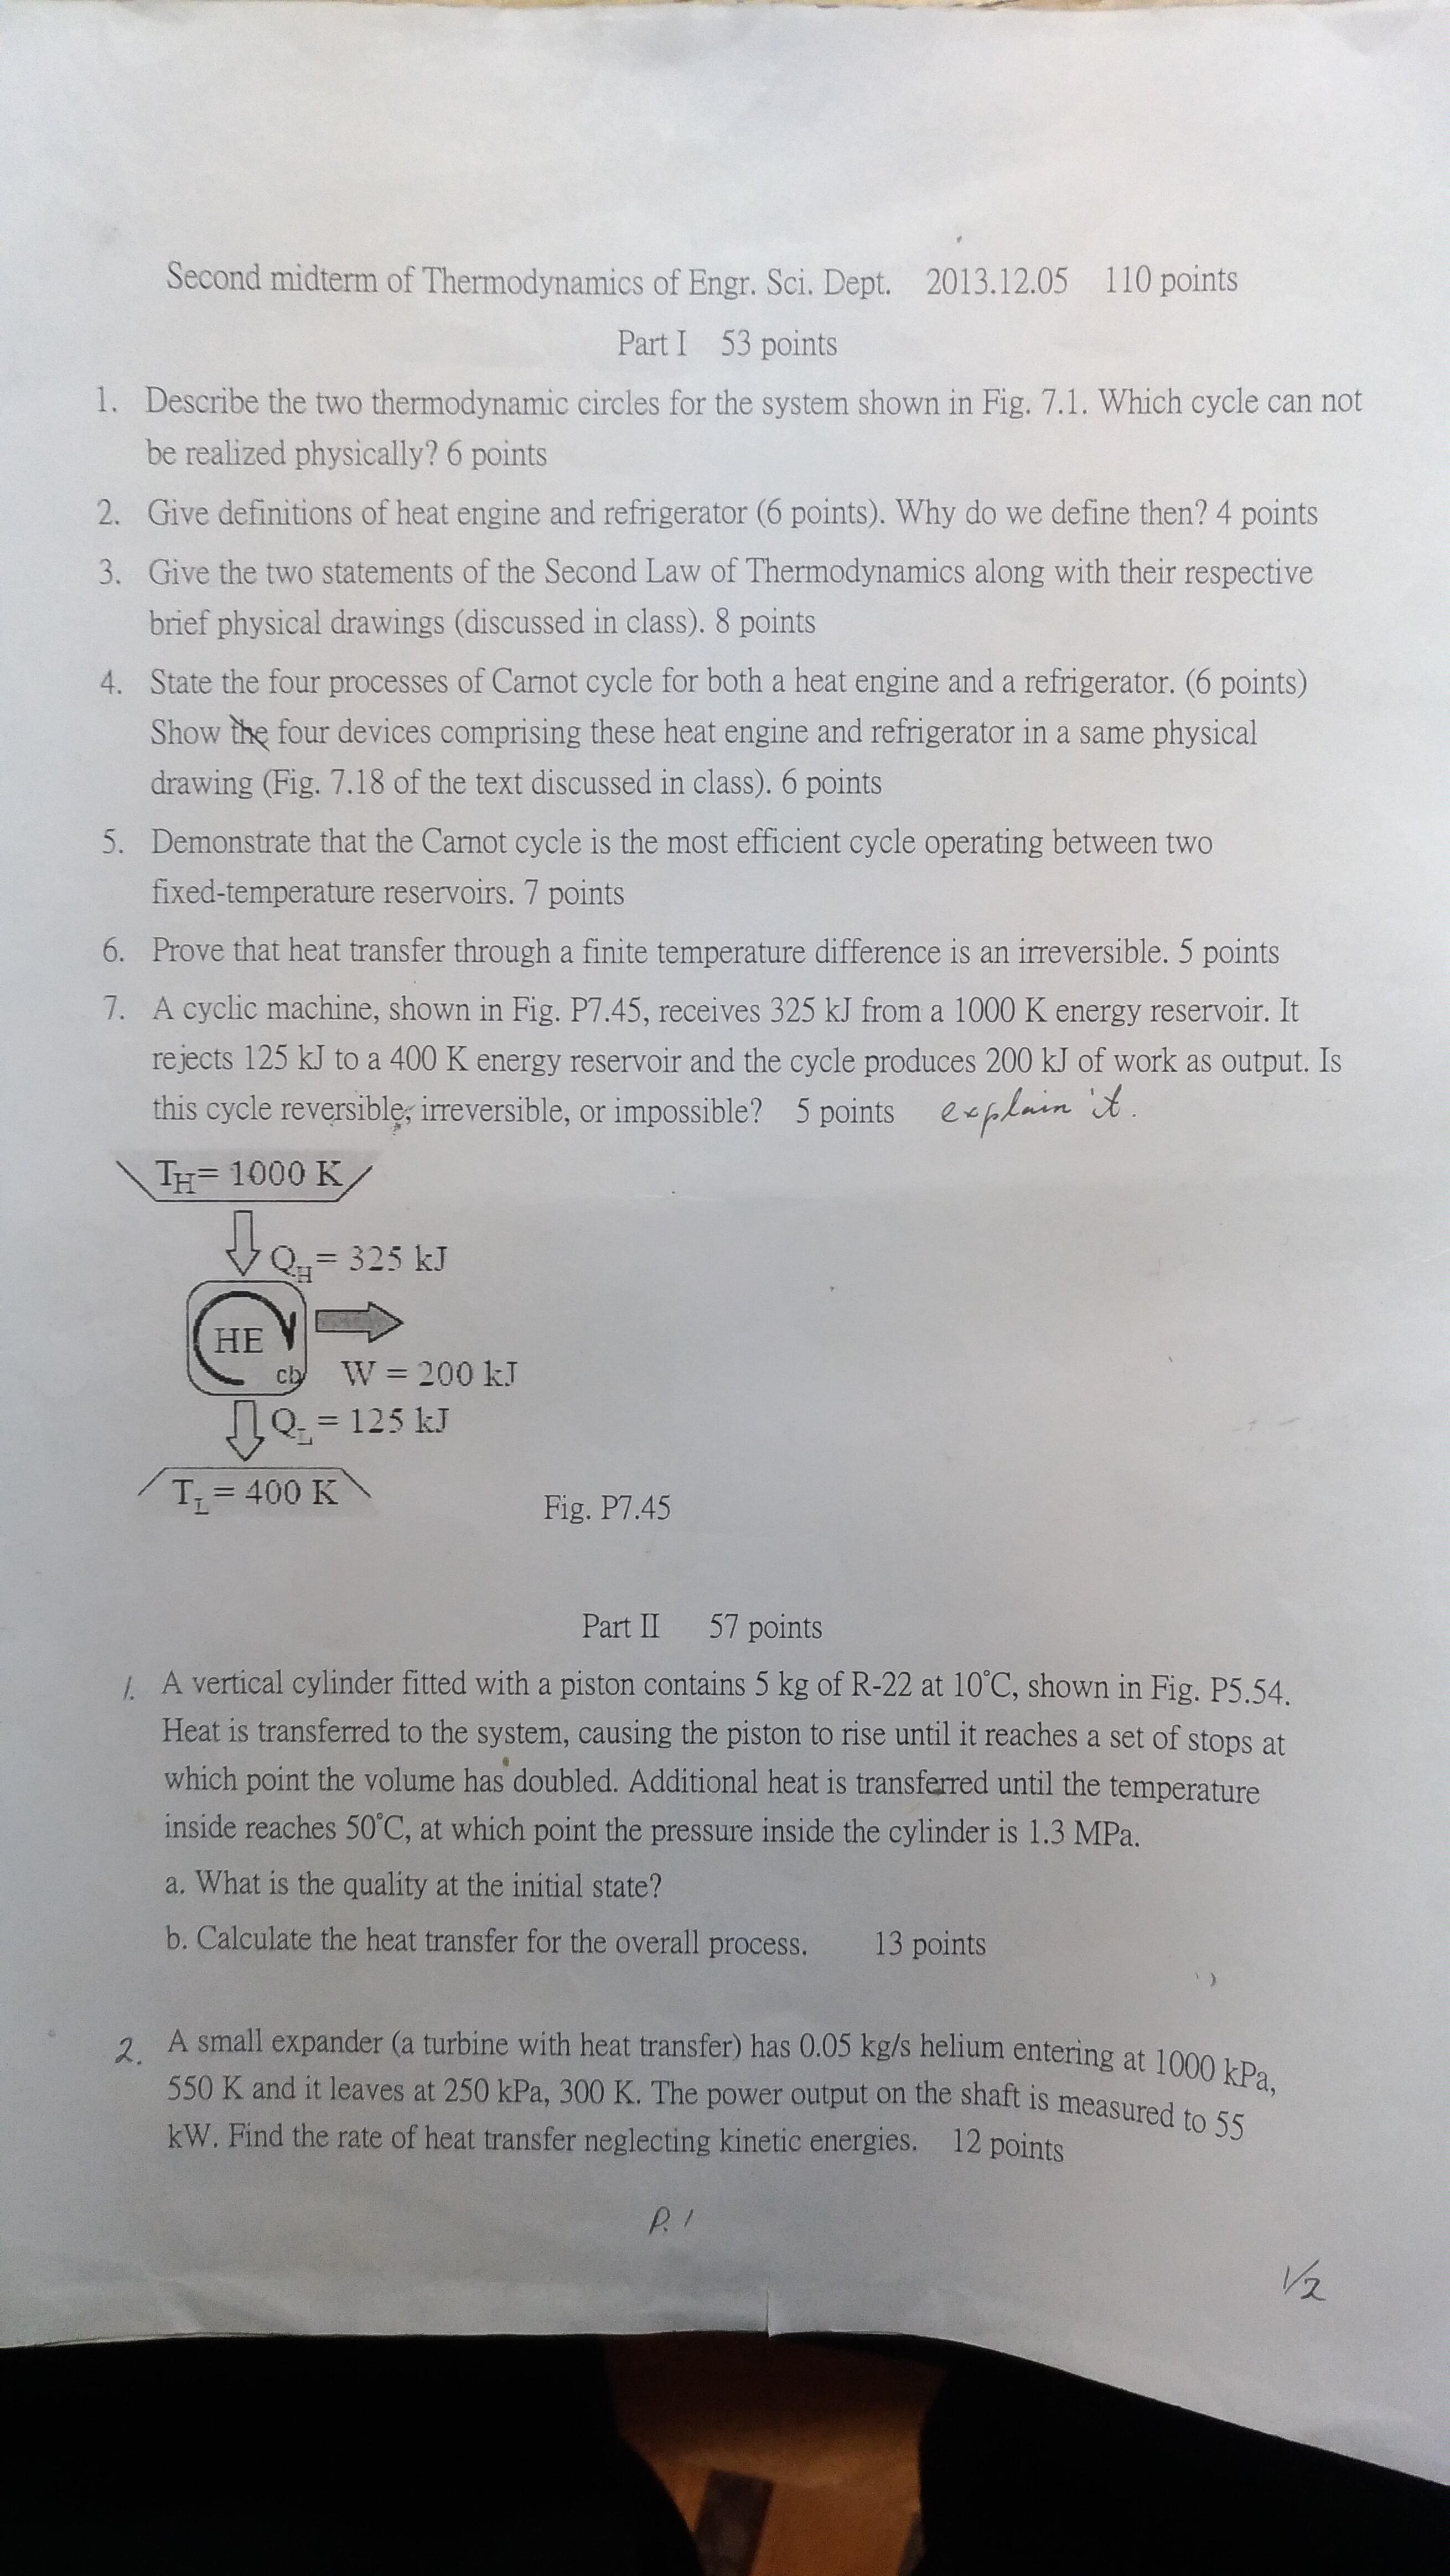 Second midterm of Thermodynamics of Engr. Sci. Dept. 2013.12.05 110 points
Part I 53 points
1. Describe the two thermodynamic circles for the system shown in Fig. 7.1. Which cycle can not
be realized physically? 6 points
2. Give definitions of heat engine and refrigerator (6 points). Why do we define then? 4 points
3. Give the two statements of the Second Law of Thermodynamics along with their respective
brief physical drawings (discussed in class). 8 points
4. State the four processes of Carnot cycle for both a heat engine and a refrigerator. (6 points)
Show the four devices comprising these heat engine and refrigerator in a same physical
drawing (Fig. 7.18 of the text discussed in class). 6 points
5. Demonstrate that the Carnot cycle is the most efficient cycle operating between two
fixed-temperature reservoirs. 7 points
6. Prove that heat transfer through a finite temperature difference is an irreversible. 5 points
7. A cyclic machine, shown in Fig. P7.45, receives 325 kJ from a 1000 K energy reservoir. It
rejects 125 kJ to a 400 K energy reservoir and the cycle produces 200 kJ of work as output. Is
this cycle reversible, irreversible, or impossible? 5 points explain it.
TH= 1000 K
QH= 325 kJ
HE
cb
W = 200 kJ
QL= 125 kJ
TL= 400 K
Fig. P7.45
Part II 57 points
1. A vertical cylinder fitted with a piston contains 5 kg of R-22 at 10°C, shown in Fig. P5.54.
Heat is transferred to the system, causing the piston to rise until it reaches a set of stops at
which point the volume has doubled. Additional heat is transferred until the temperature
inside reaches 50°C, at which point the pressure inside the cylinder is 1.3 MPa.
a. What is the quality at the initial state?
b. Calculate the heat transfer for the overall process. 13 points
2. A small expander (a turbine with heat transfer) has 0.05 kg/s helium entering at 1000 kPa,
550 K and it leaves at 250 kPa, 300 K. The power output on the shaft is measured to 55
kW. Find the rate of heat transfer neglecting kinetic energies. 12 points
P. 1
1/2